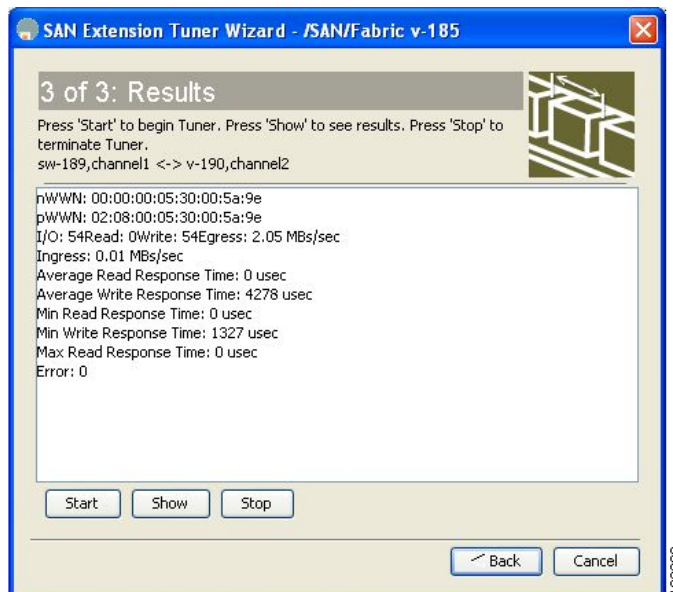 SAN Extension Tuner Wizard - /SAN/Fabric v-185
3 of 3: Results
Press 'Start' to begin Tuner. Press 'Show' to see results. Press 'Stop' to
terminate Tuner.
sw-189,channel1 <-> v-190,channel2
nWWN: 00:00:00:05:30:00:5a:9e
pWWN: 02:08:00:05:30:00:5a:9e
I/O: 54Read: 0Write: 54Egress: 2.05 MBs/sec
Ingress: 0.01 MBs/sec
Average Read Response Time: 0 usec
Average Write Response Time: 4278 usec
Min Read Response Time: 0 usec
Min Write Response Time: 1327 usec
Max Read Response Time: 0 usec
Error: 0
Start
Show
Stop
Back
Cancel